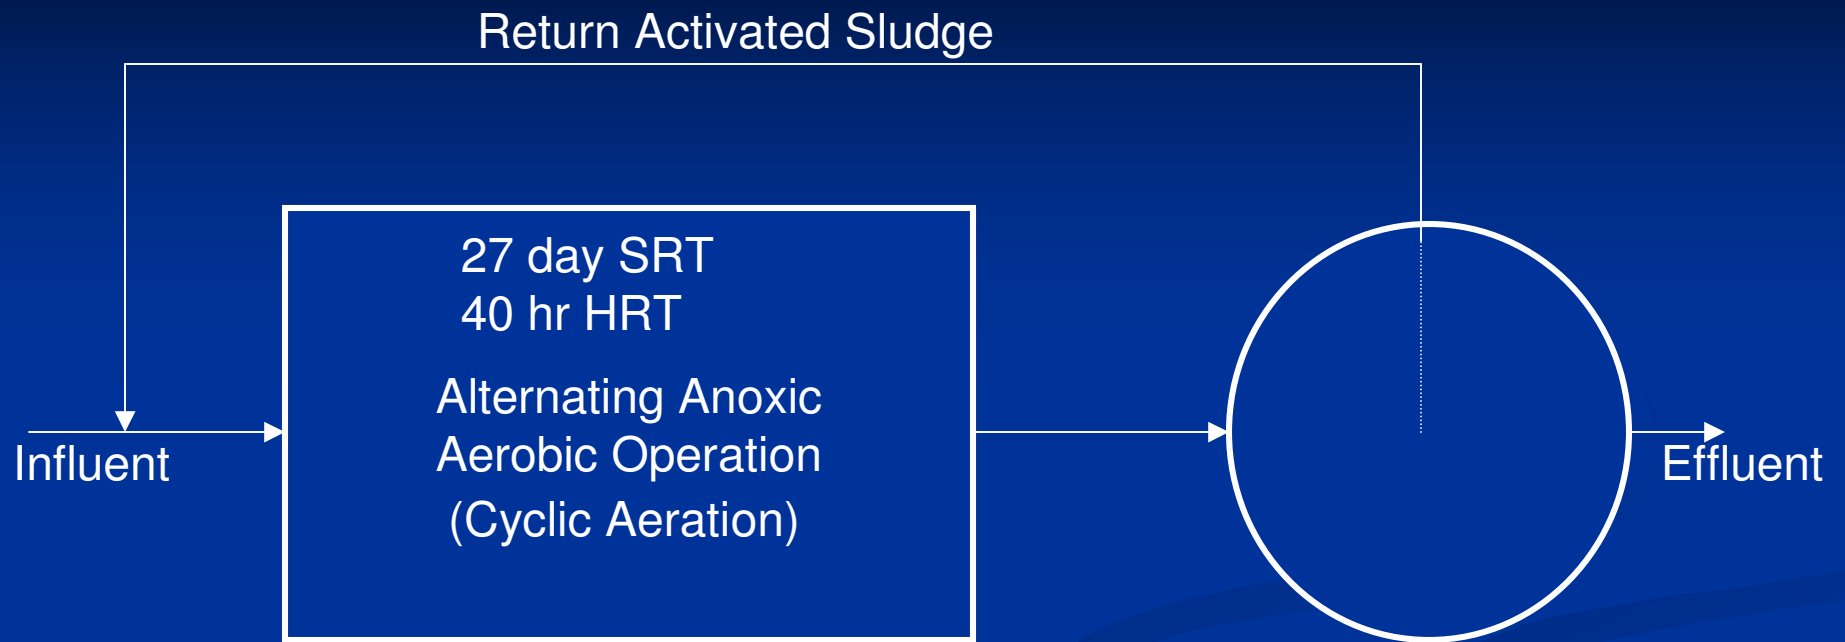 Return Activated Sludge
27 day SRT
40 hr HRT
Alternating Anoxic
Aerobic Operation
(Cyclic Aeration)
Influent
Effluent